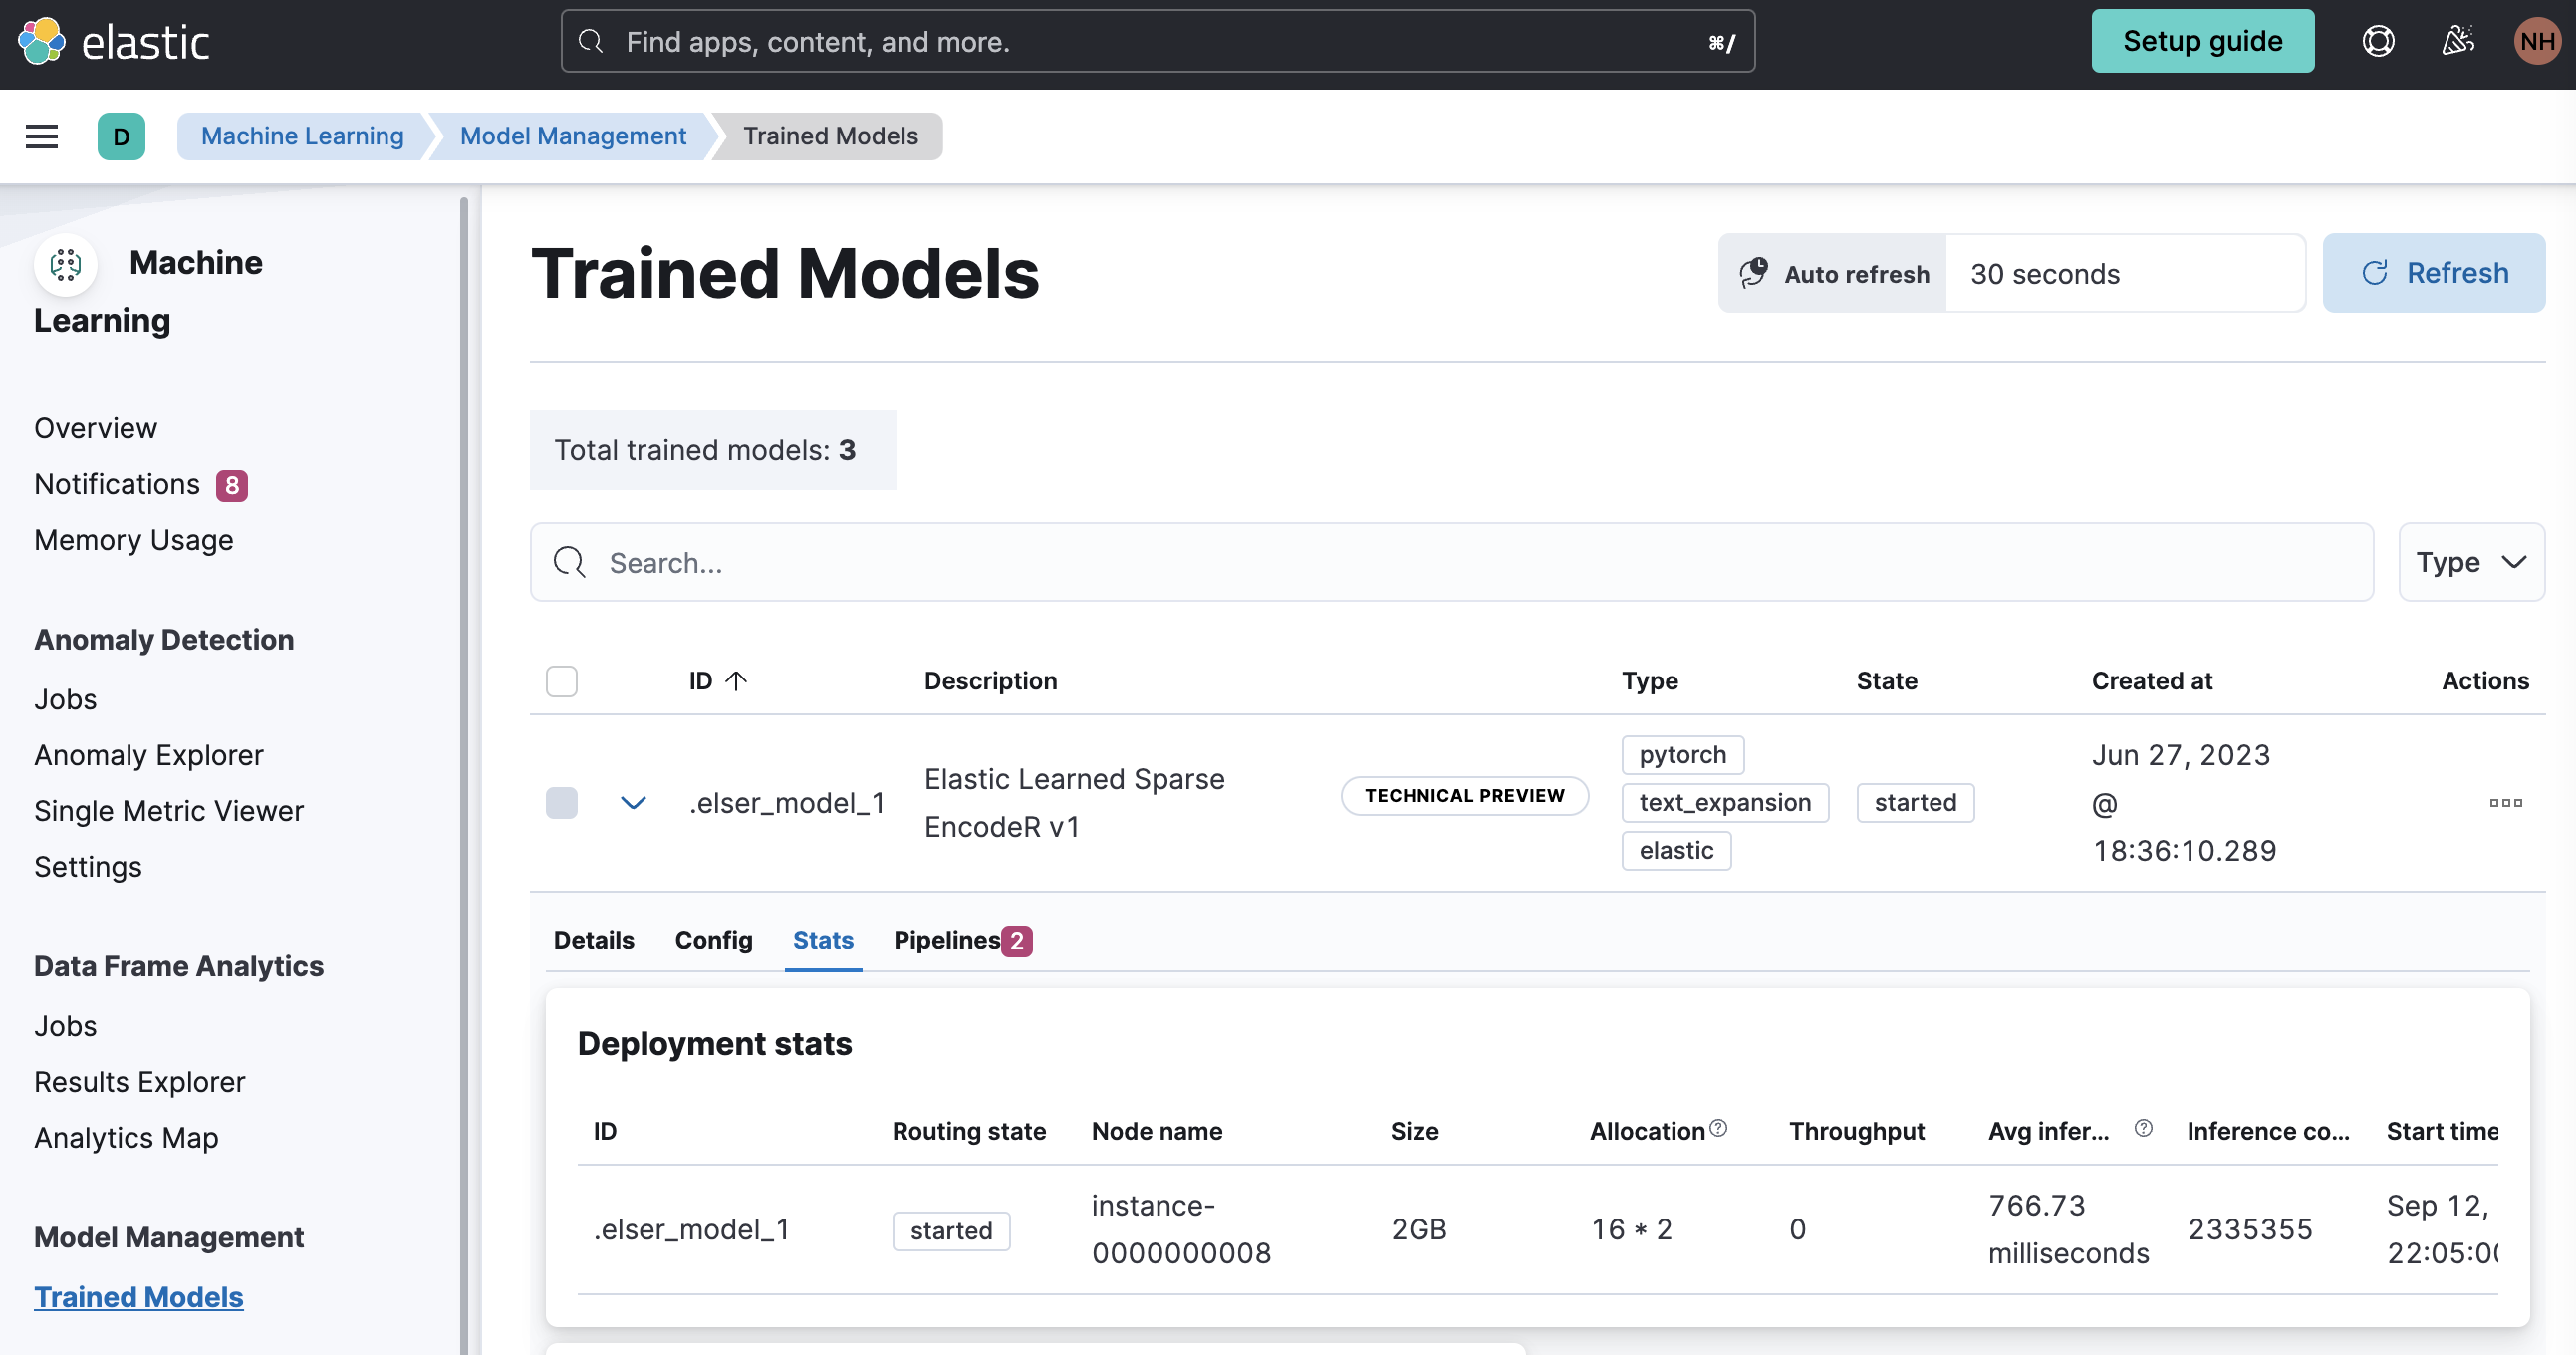 elastic
Find apps, content, and more.
⌘/
Setup guide
NH
D
Machine Learning
Model Management
Trained Models
Machine
Learning
Overview
Notifications 8
Memory Usage
Anomaly Detection
Jobs
Anomaly Explorer
Single Metric Viewer
Settings
Data Frame Analytics
Jobs
Results Explorer
Analytics Map
Model Management
Trained Models
Trained Models
Auto refresh
30 seconds
Refresh
Total trained models: 3
Search...
Type
ID
Description
Type
State
Created at
Actions
.elser_model_1
Elastic Learned Sparse
EncodeR v1
TECHNICAL PREVIEW
pytorch
text_expansion
elastic
started
Jun 27, 2023
@
18:36:10.289
Details
Config
Stats
Pipelines 2
Deployment stats
ID
Routing state
Node name
Size
Allocation
Throughput
Avg infer...
Inference co...
Start time
.elser_model_1
started
instance-
0000000008
2GB
16 * 2
0
766.73
milliseconds
2335355
Sep 12,
22:05:0